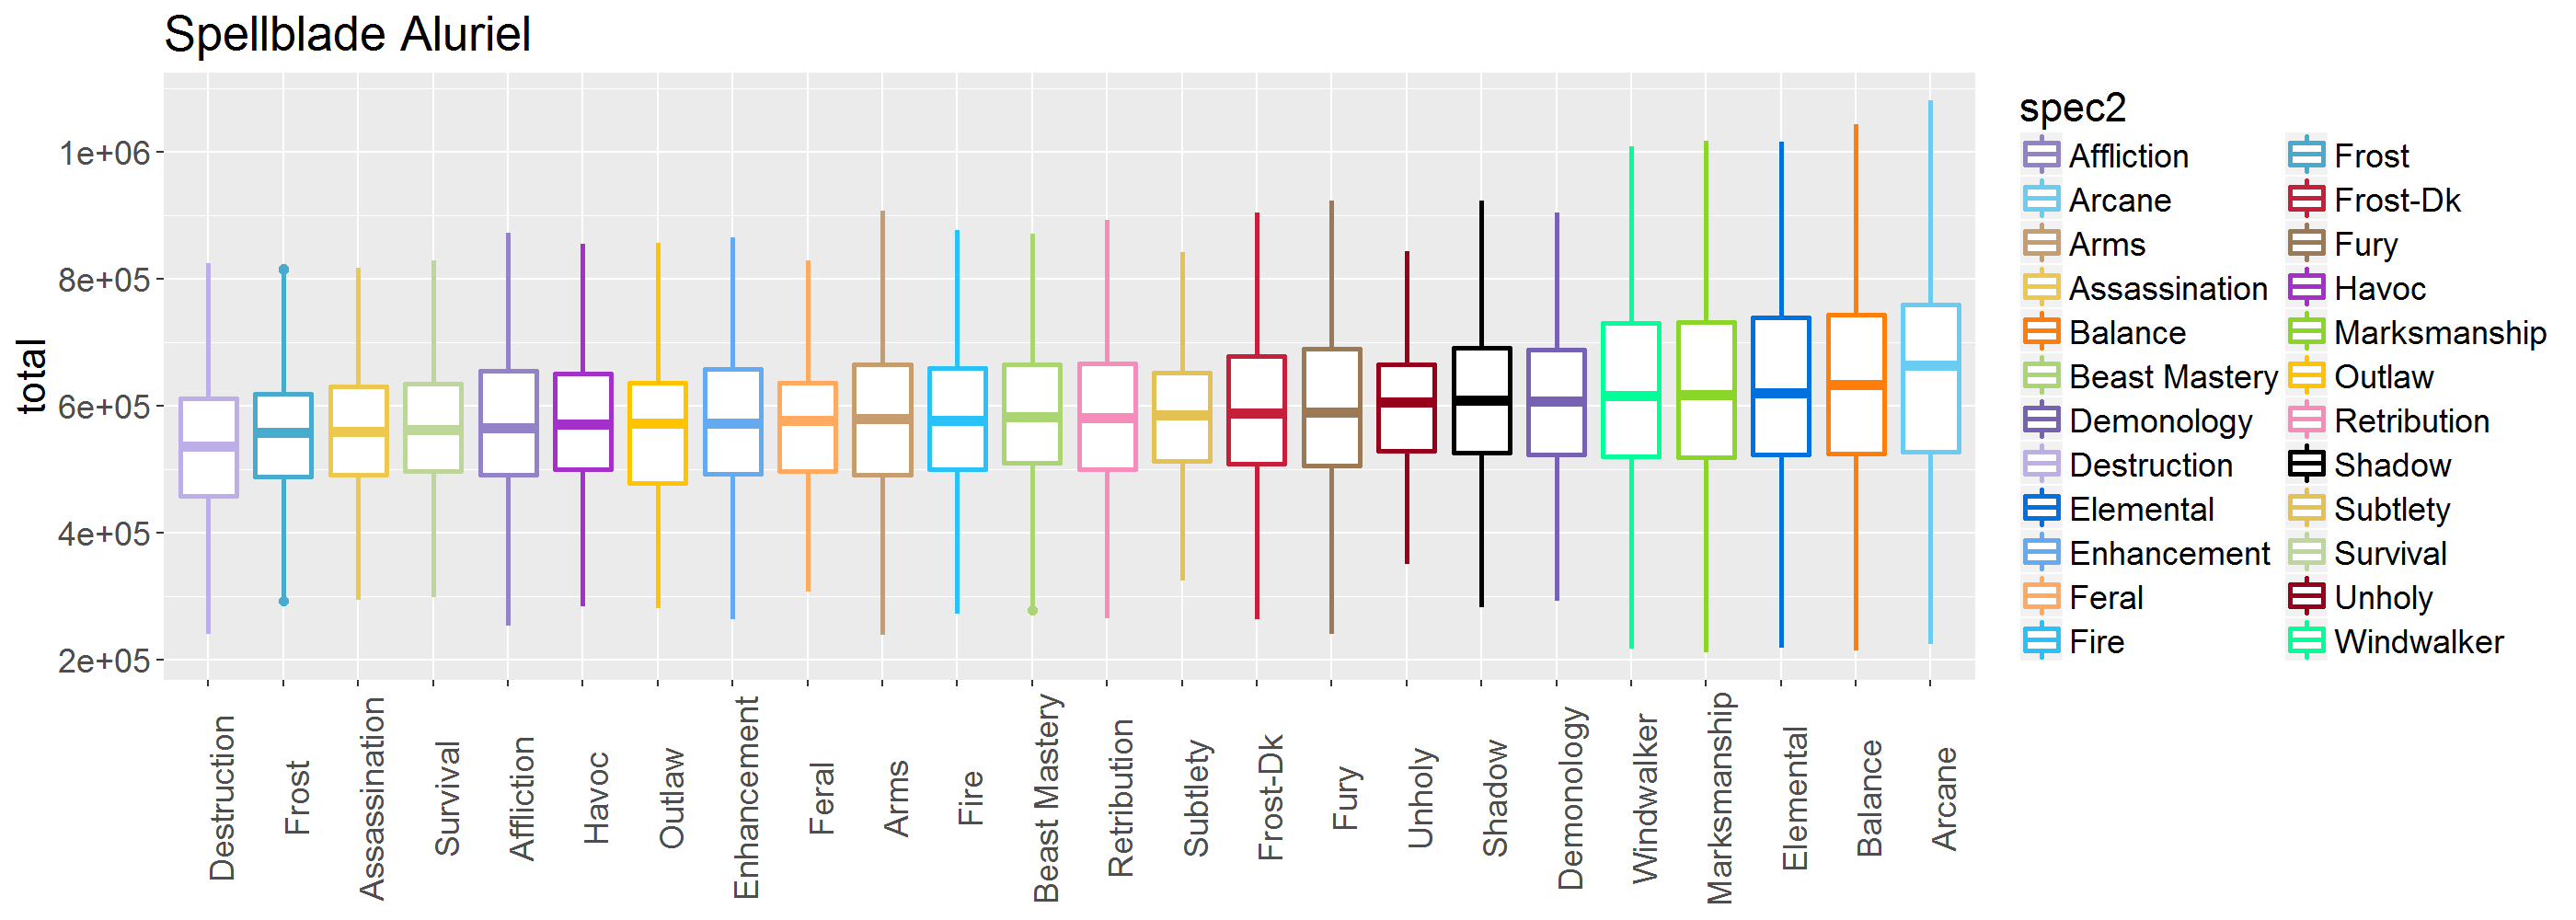 Spellblade Aluriel
total
1e+06
8e+05
6e+05
4e+05
2e+05
Destruction
Frost
Assassination
Survival
Affliction
Havoc
Outlaw
Enhancement
Feral
Arms
Fire
Beast Mastery
Retribution
Subtlety
Frost-Dk
Fury
Unholy
Shadow
Demonology
Windwalker
Marksmanship
Elemental
Balance
Arcane
spec2
Affliction
Arcane
Arms
Assassination
Balance
Beast Mastery
Demonology
Destruction
Elemental
Enhancement
Feral
Fire
Frost
Frost-Dk
Fury
Havoc
Marksmanship
Outlaw
Retribution
Shadow
Subtlety
Survival
Unholy
Windwalker